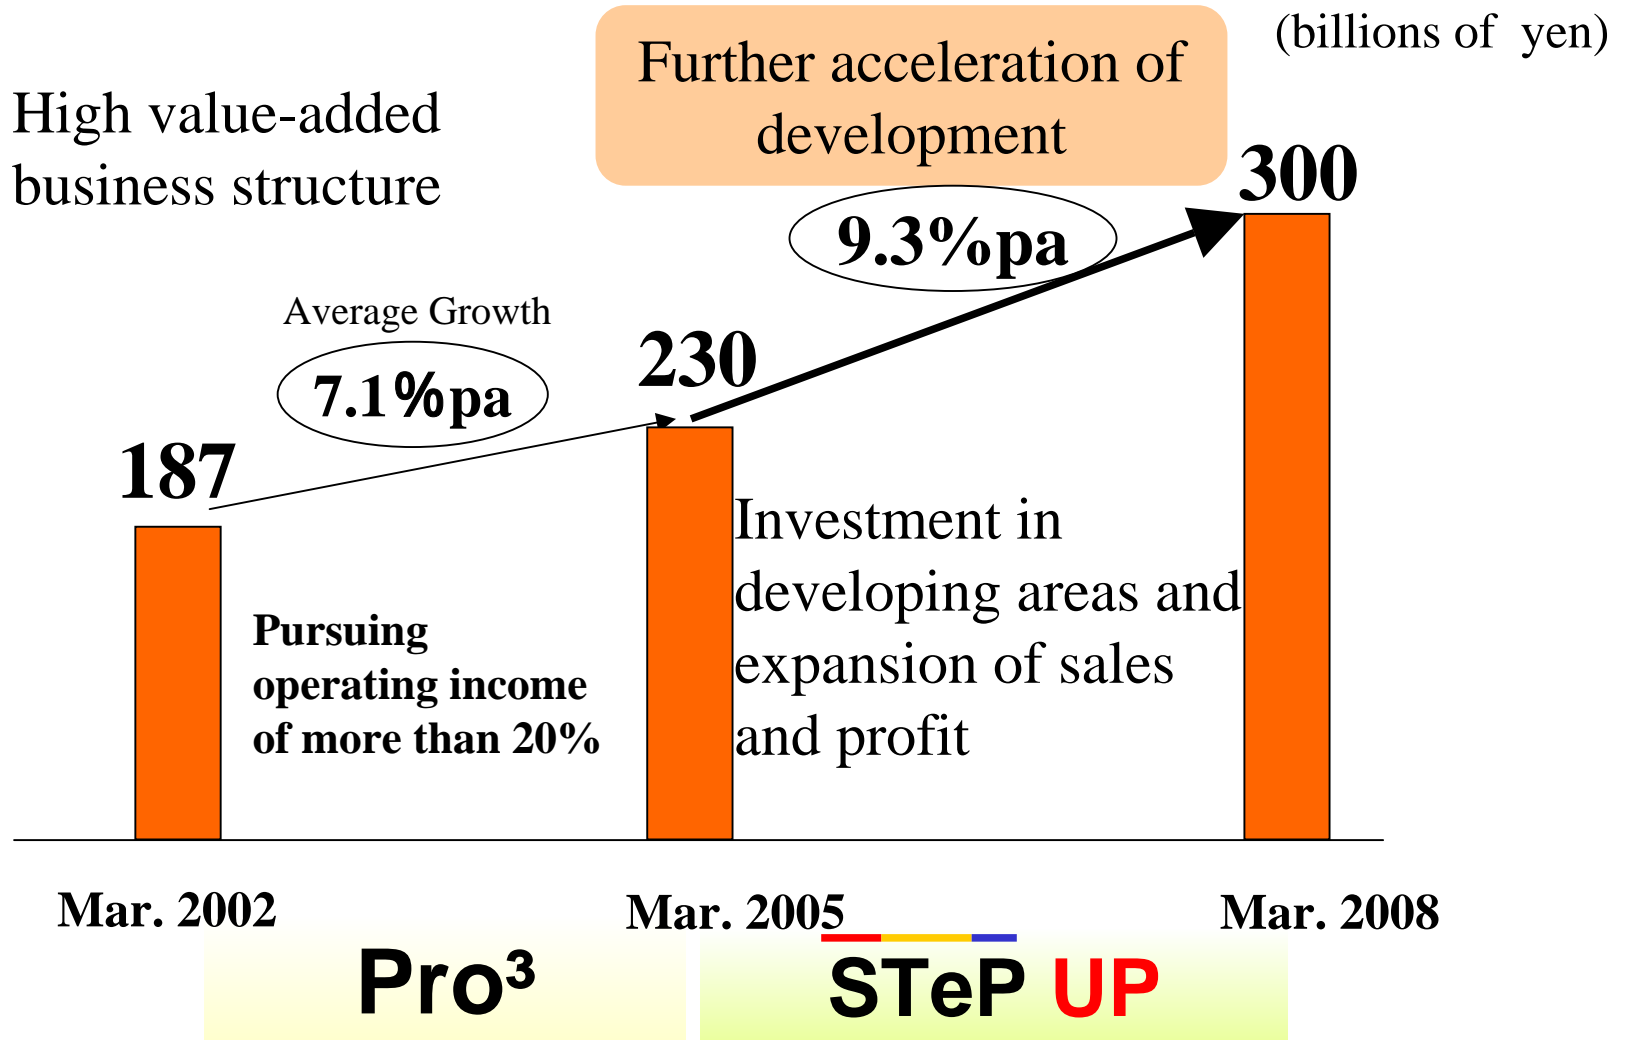 (billions of yen)
Further acceleration of
development
High value-added
business structure
300
9.3%pa
Average Growth
230
7.1%pa
187
Investment in
developing areas and
expansion of sales
and profit
Pursuing
operating income
of more than 20%
Mar. 2002
Mar. 2005
Mar. 2008
Pro³
STeP UP